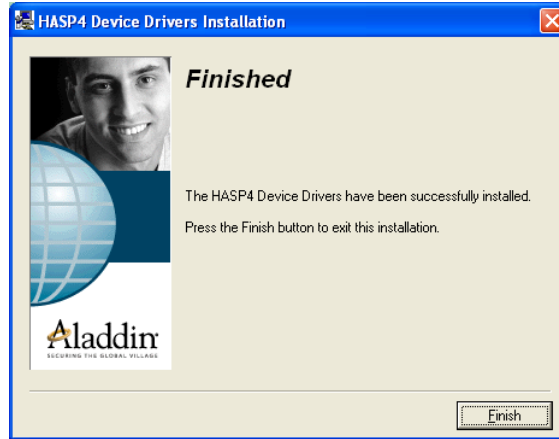 HASP4 Device Drivers Installation
Finished
The HASP4 Device Drivers have been successfully installed.
Press the Finish button to exit this installation.
Aladdin
SECURING THE GLOBAL VILLAGE
Finish